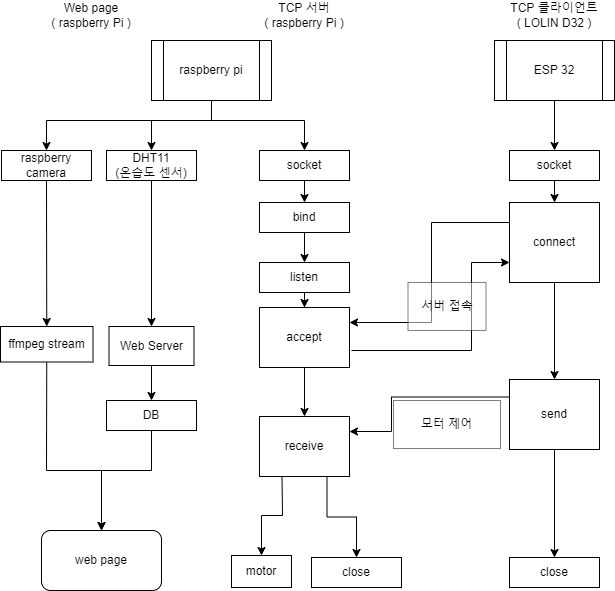 Web page
( raspberry Pi )
TCP 서버
( raspberry Pi )
TCP 클라이언트
( LOLIN D32 )
raspberry pi
ESP 32
raspberry
camera
DHT11
(온습도 센서)
socket
socket
bind
connect
listen
서버 접속
ffmpeg stream
Web Server
accept
DB
모터 제어
send
receive
web page
motor
close
close